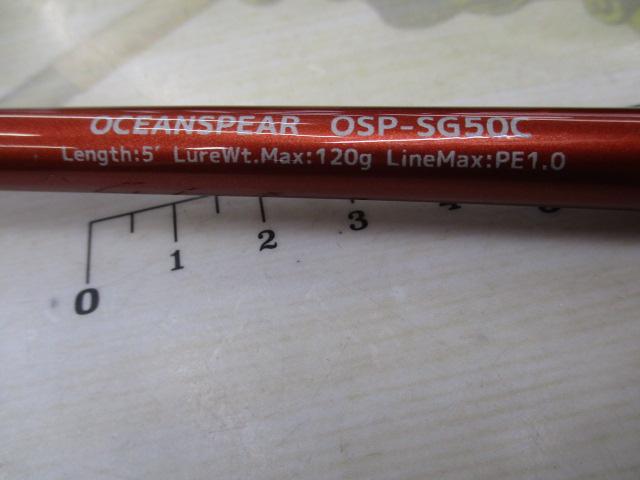 OCEANSPEAR OSP-SG50C
Length:5' LureWt.Max:120g LineMax:PE1.0
0 1 2 3